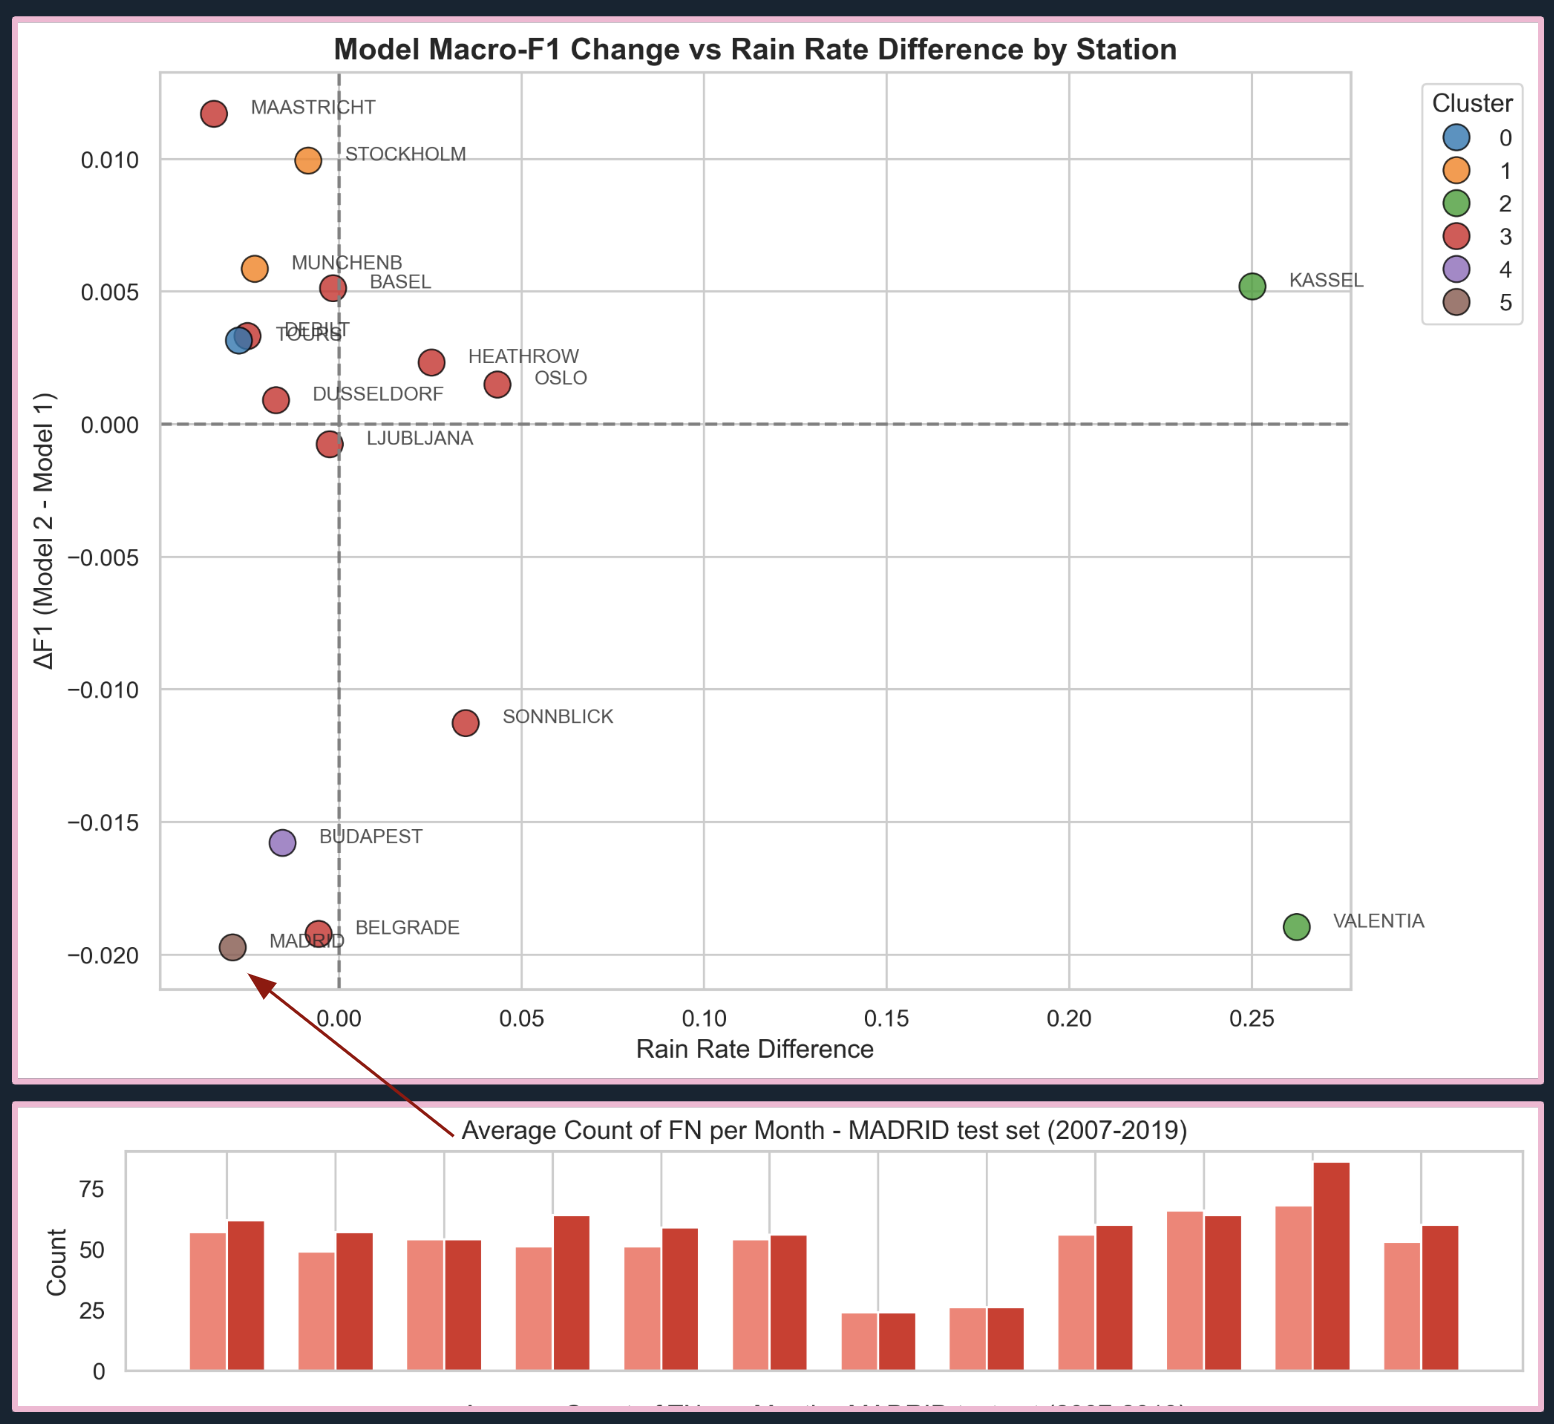 Model Macro-F1 Change vs Rain Rate Difference by Station
Cluster
0
1
2
3
4
5
MAASTRICHT
STOCKHOLM
MUNCHENB
BASEL
KASSEL
DEBILT
TOURS
HEATHROW
OSLO
DUSSELDORF
LJUBLJANA
SONNBLICK
BUDAPEST
VALENTIA
BELGRADE
MADRID
0.010
0.005
0.000
−0.005
−0.010
−0.015
−0.020
ΔF1 (Model 2 - Model 1)
0.00 0.05 0.10 0.15 0.20 0.25
Rain Rate Difference
Average Count of FN per Month - MADRID test set (2007-2019)
75
50
25
0
Count